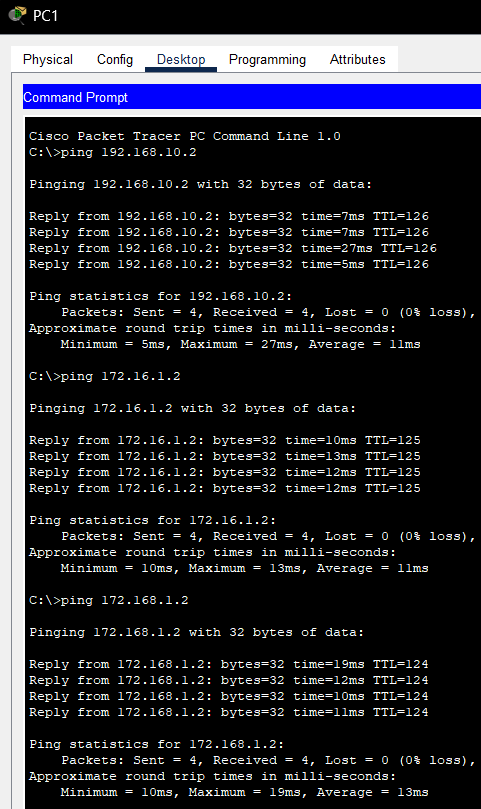 PC1
Physical Config Desktop Programming Attributes
Command Prompt
Cisco Packet Tracer PC Command Line 1.0
C:\>ping 192.168.10.2
Pinging 192.168.10.2 with 32 bytes of data:
Reply from 192.168.10.2: bytes=32 time=7ms TTL=126
Reply from 192.168.10.2: bytes=32 time=7ms TTL=126
Reply from 192.168.10.2: bytes=32 time=27ms TTL=126
Reply from 192.168.10.2: bytes=32 time=5ms TTL=126
Ping statistics for 192.168.10.2:
Packets: Sent = 4, Received = 4, Lost = 0 (0% loss),
Approximate round trip times in milli-seconds:
Minimum = 5ms, Maximum = 27ms, Average = 11ms
C:\>ping 172.16.1.2
Pinging 172.16.1.2 with 32 bytes of data:
Reply from 172.16.1.2: bytes=32 time=10ms TTL=125
Reply from 172.16.1.2: bytes=32 time=13ms TTL=125
Reply from 172.16.1.2: bytes=32 time=12ms TTL=125
Reply from 172.16.1.2: bytes=32 time=12ms TTL=125
Ping statistics for 172.16.1.2:
Packets: Sent = 4, Received = 4, Lost = 0 (0% loss),
Approximate round trip times in milli-seconds:
Minimum = 10ms, Maximum = 13ms, Average = 11ms
C:\>ping 172.168.1.2
Pinging 172.168.1.2 with 32 bytes of data:
Reply from 172.168.1.2: bytes=32 time=19ms TTL=124
Reply from 172.168.1.2: bytes=32 time=12ms TTL=124
Reply from 172.168.1.2: bytes=32 time=10ms TTL=124
Reply from 172.168.1.2: bytes=32 time=11ms TTL=124
Ping statistics for 172.168.1.2:
Packets: Sent = 4, Received = 4, Lost = 0 (0% loss),
Approximate round trip times in milli-seconds:
Minimum = 10ms, Maximum = 19ms, Average = 13ms